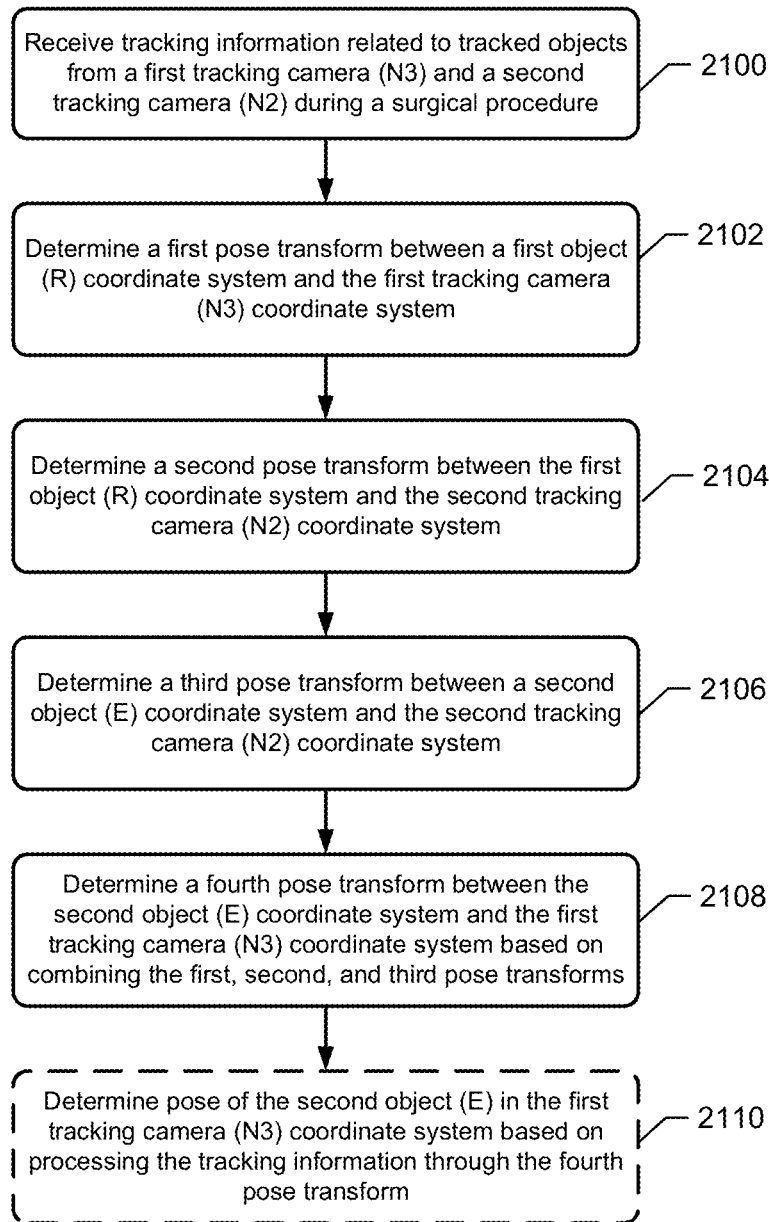 Receive tracking information related to tracked objects
from a first tracking camera (N3) and a second
tracking camera (N2) during a surgical procedure
2100
Determine a first pose transform between a first object
(R) coordinate system and the first tracking camera
(N3) coordinate system
2102
Determine a second pose transform between the first
object (R) coordinate system and the second tracking
camera (N2) coordinate system
2104
Determine a third pose transform between a second
object (E) coordinate system and the second tracking
camera (N2) coordinate system
2106
Determine a fourth pose transform between the
second object (E) coordinate system and the first
tracking camera (N3) coordinate system based on
combining the first, second, and third pose transforms
2108
Determine pose of the second object (E) in the first
tracking camera (N3) coordinate system based on
processing the tracking information through the fourth
pose transform
2110